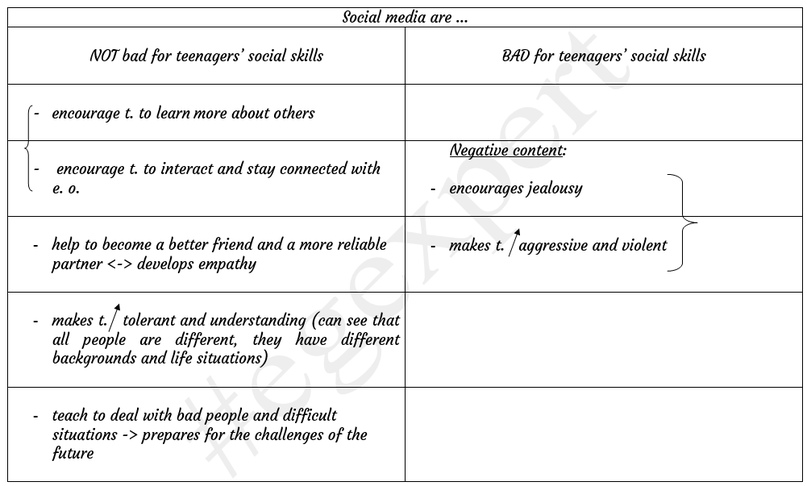 Social media are ...
NOT bad for teenagers' social skills
BAD for teenagers' social skills
- encourage t. to learn more about others
- encourage t. to interact and stay connected with
e. o.
Negative content:
- encourages jealousy
- help to become a better friend and a more reliable
partner <-> develops empathy
- makes t. aggressive and violent
- makes t. tolerant and understanding (can see that
all people are different, they have different
backgrounds and life situations)
- teach to deal with bad people and difficult
situations -> prepares for the challenges of the
future
#egexpert